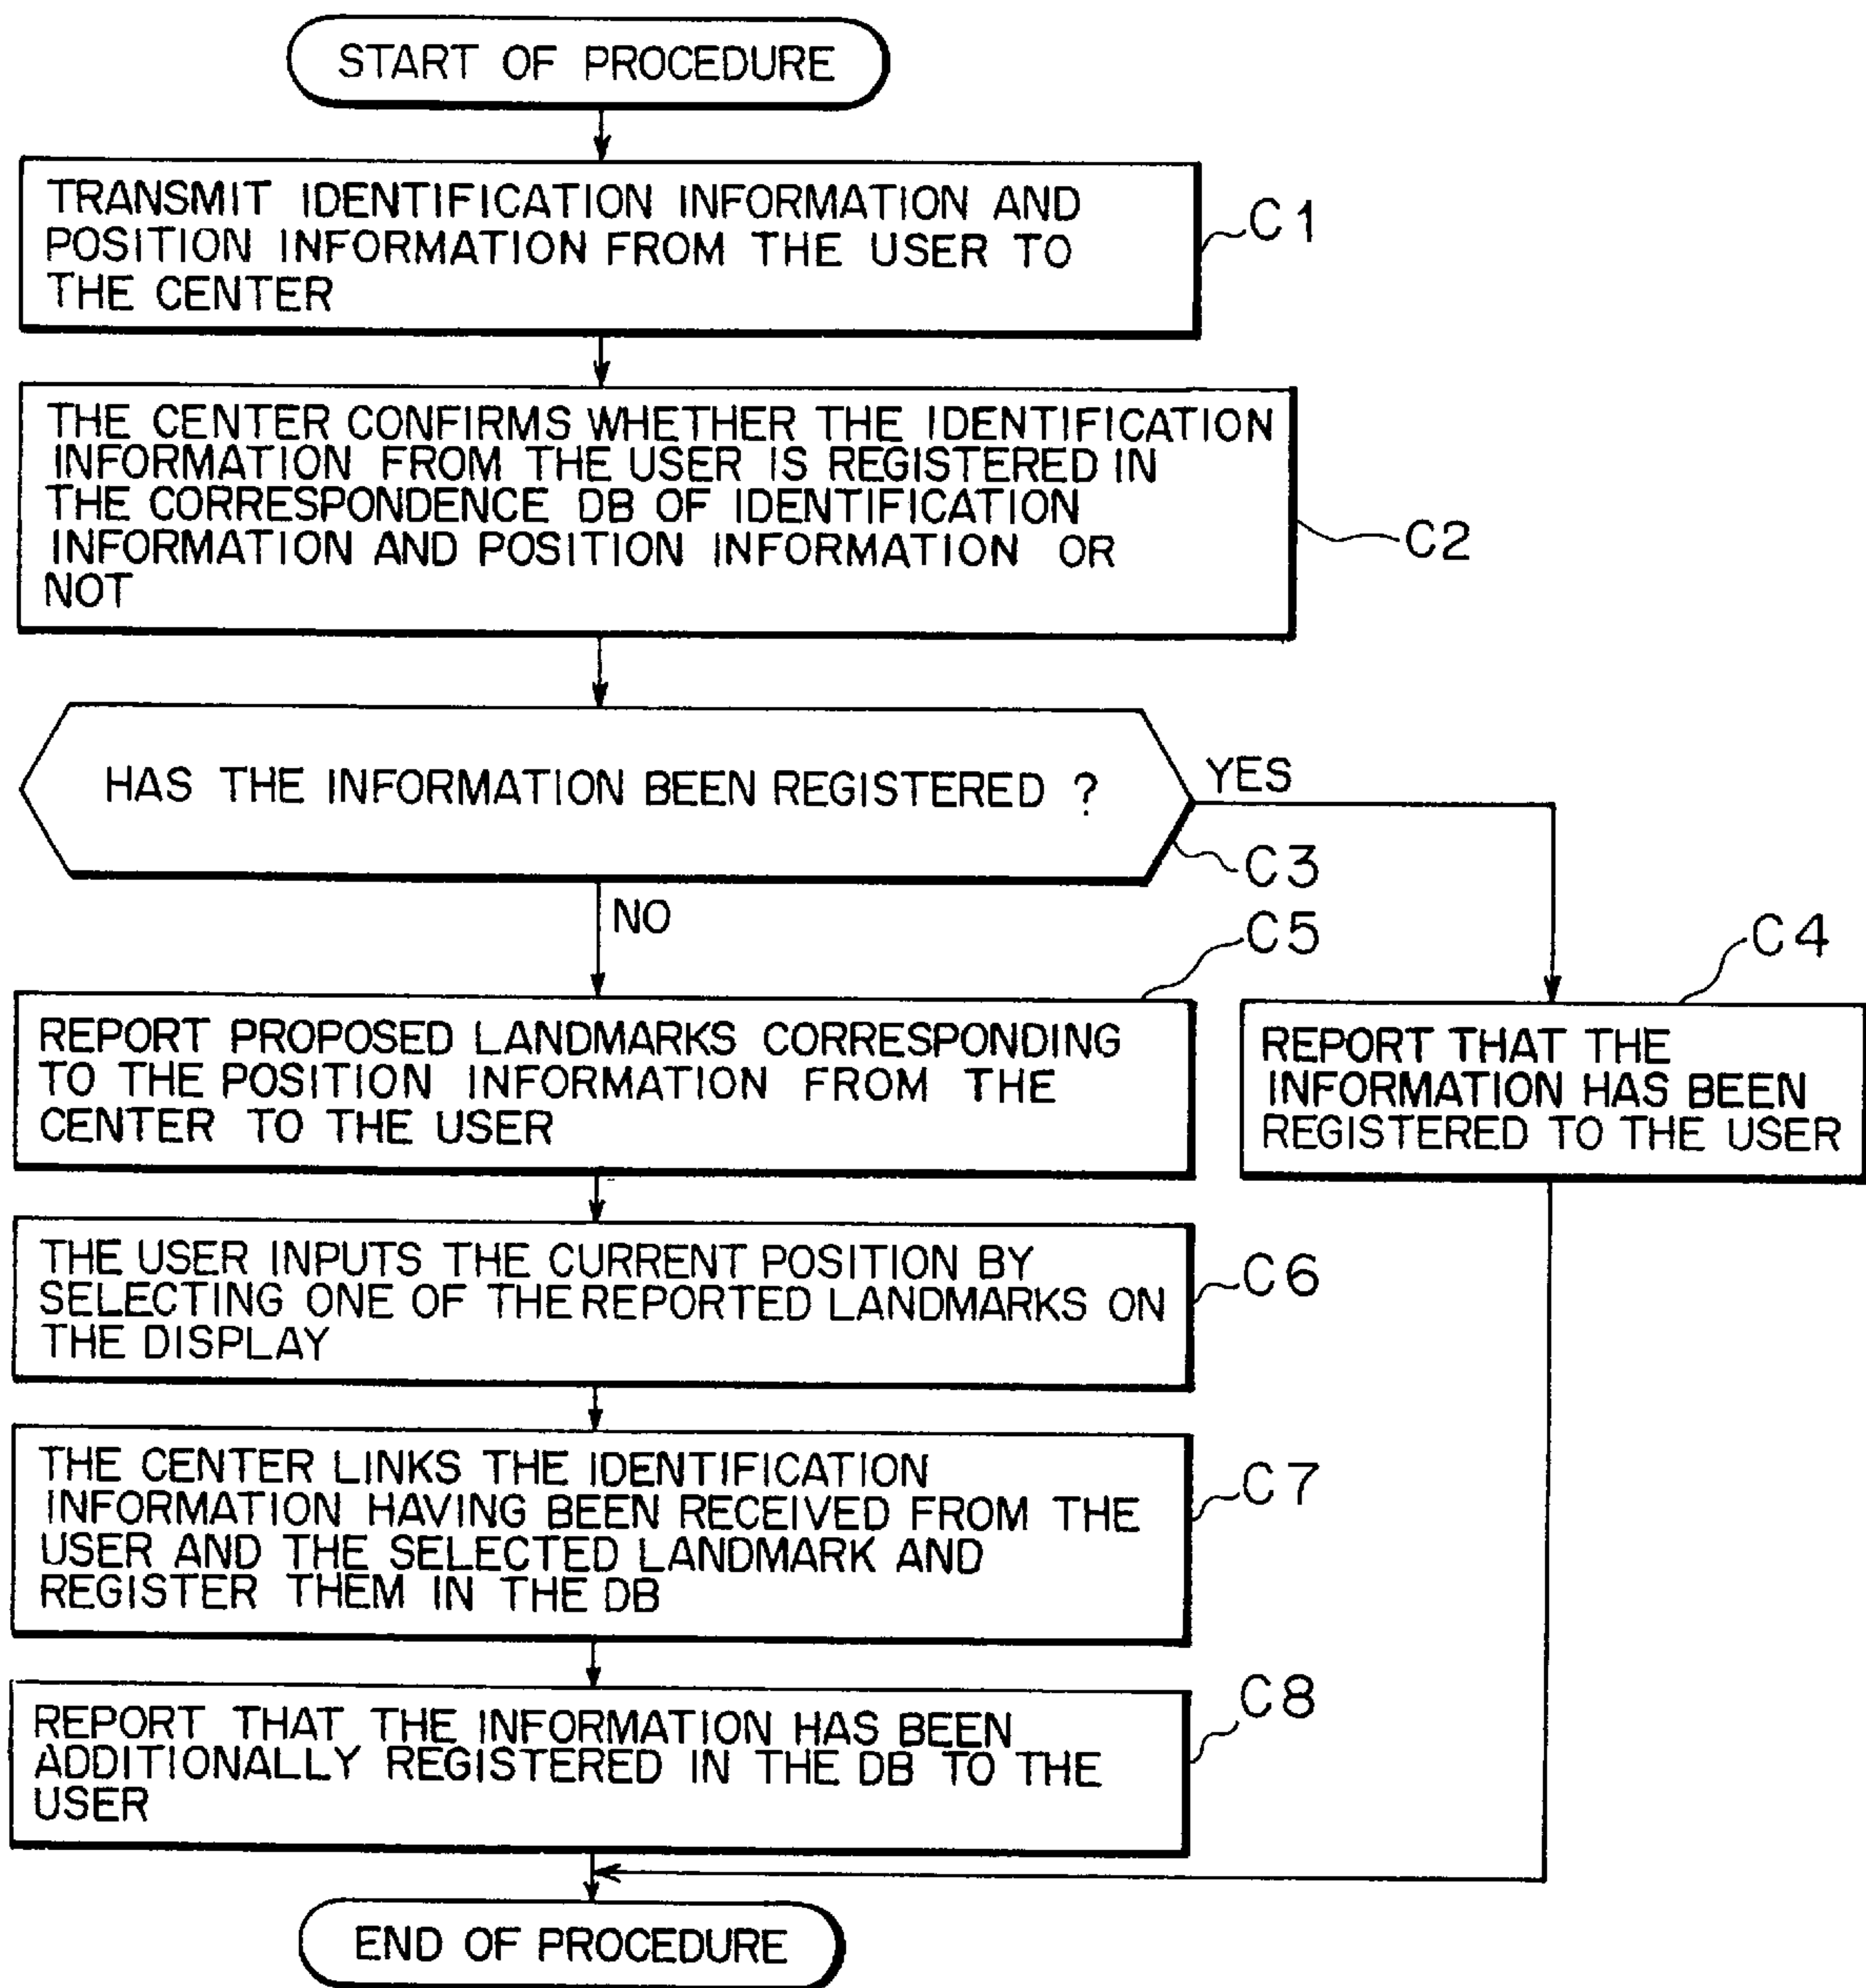 START OF PROCEDURE
TRANSMIT IDENTIFICATION INFORMATION AND
POSITION INFORMATION FROM THE USER TO
THE CENTER
C1
THE CENTER CONFIRMS WHETHER THE IDENTIFICATION
INFORMATION FROM THE USER IS REGISTERED IN
THE CORRESPONDENCE DB OF IDENTIFICATION
INFORMATION AND POSITION INFORMATION OR
NOT
C2
HAS THE INFORMATION BEEN REGISTERED ?
YES
C3
NO
C5
C4
REPORT PROPOSED LANDMARKS CORRESPONDING
TO THE POSITION INFORMATION FROM THE
CENTER TO THE USER
REPORT THAT THE
INFORMATION HAS BEEN
REGISTERED TO THE USER
THE USER INPUTS THE CURRENT POSITION BY
SELECTING ONE OF THE REPORTED LANDMARKS ON
THE DISPLAY
C6
THE CENTER LINKS THE IDENTIFICATION
INFORMATION HAVING BEEN RECEIVED FROM THE
USER AND THE SELECTED LANDMARK AND
REGISTER THEM IN THE DB
C7
REPORT THAT THE INFORMATION HAS BEEN
ADDITIONALLY REGISTERED IN THE DB TO THE
USER
C8
END OF PROCEDURE